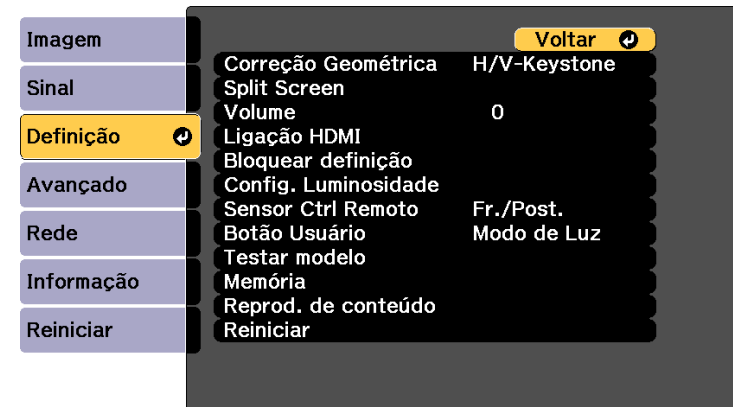 Imagem
Sinal
Definição
Avançado
Rede
Informação
Reiniciar
Voltar
Correção Geométrica H/V-Keystone
Split Screen
Volume 0
Ligação HDMI
Bloquear definição
Config. Luminosidade
Sensor Ctrl Remoto Fr./Post.
Botão Usuário Modo de Luz
Testar modelo
Memória
Reprod. de conteúdo
Reiniciar